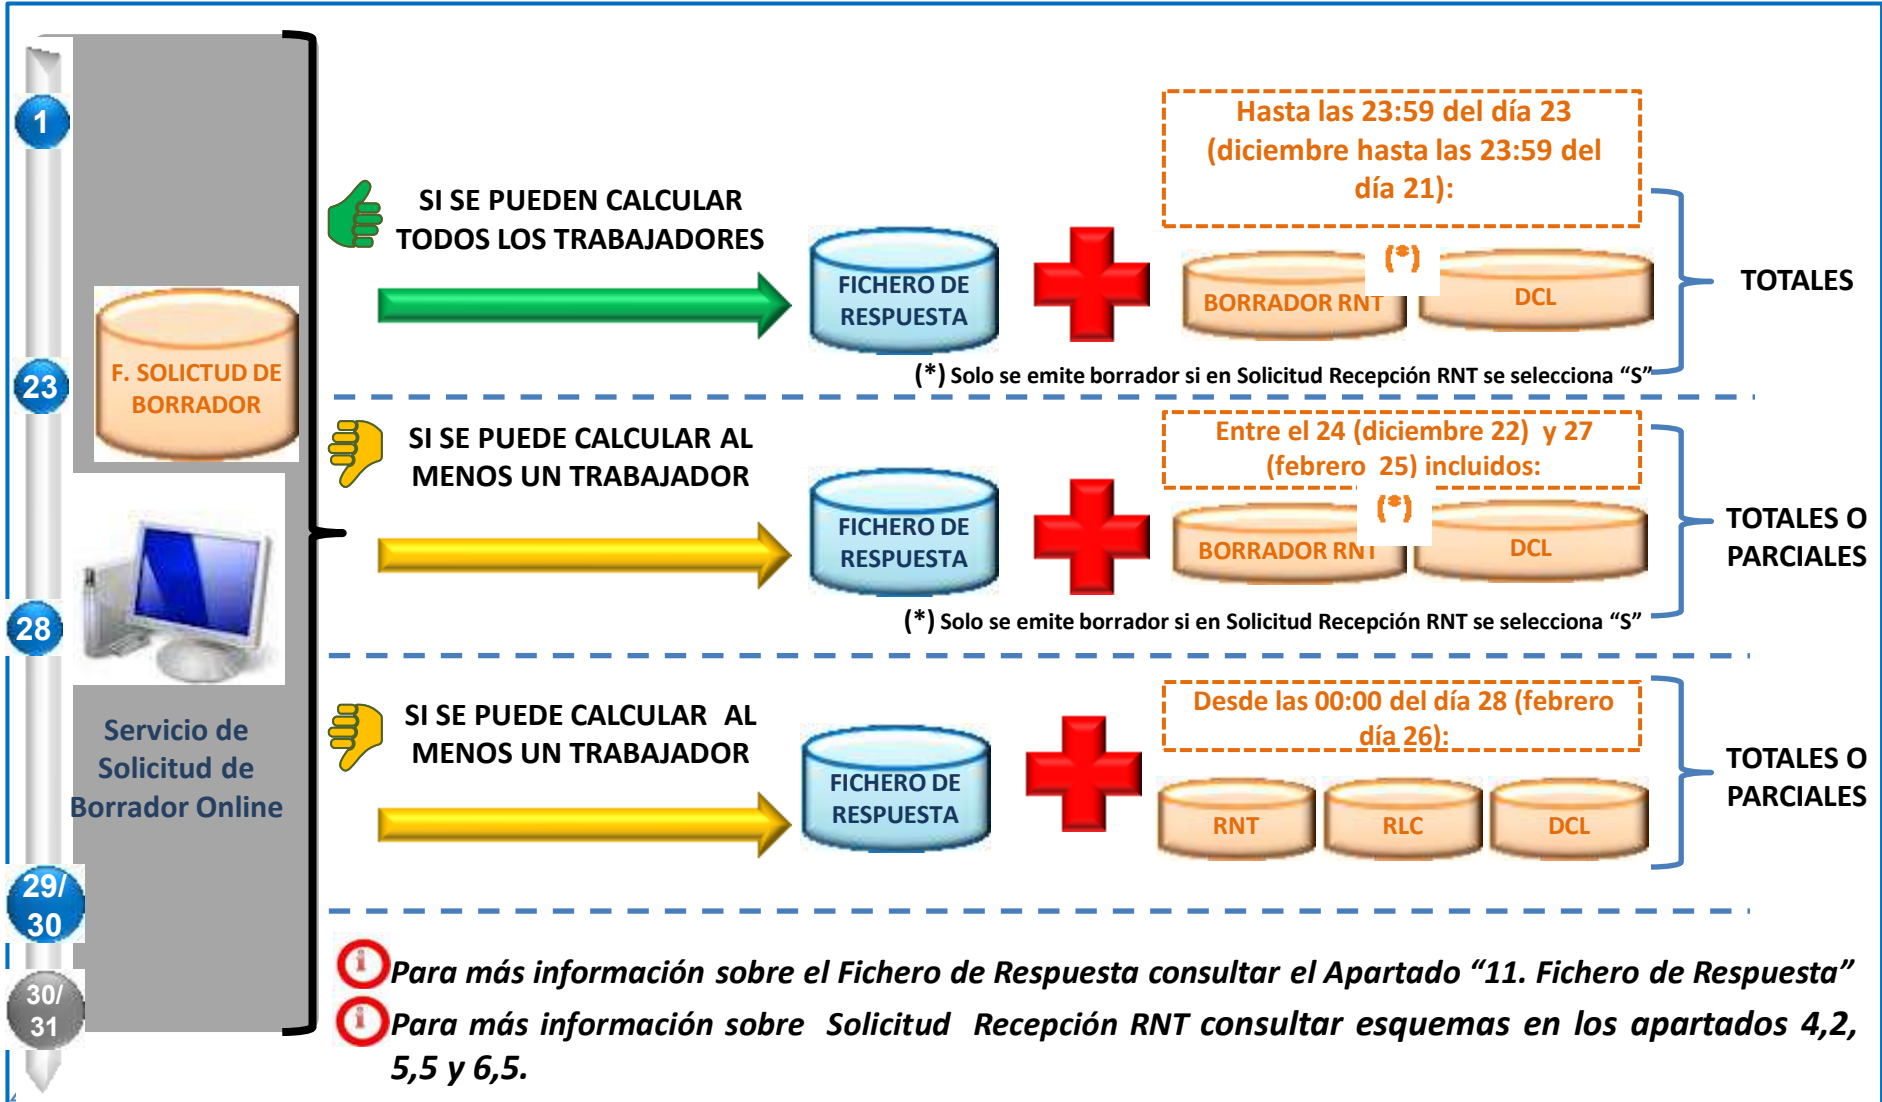 1
23
28
29/
30
30/
31
F. SOLICTUD DE
BORRADOR
Servicio de
Solicitud de
Borrador Online
SI SE PUEDEN CALCULAR
TODOS LOS TRABAJADORES
FICHERO DE
RESPUESTA
Hasta las 23:59 del día 23
(diciembre hasta las 23:59 del
día 21):
(*)
BORRADOR RNT
DCL
TOTALES
(*) Solo se emite borrador si en Solicitud Recepción RNT se selecciona “S”
SI SE PUEDE CALCULAR AL
MENOS UN TRABAJADOR
FICHERO DE
RESPUESTA
Entre el 24 (diciembre 22) y 27
(febrero 25) incluidos:
(*)
BORRADOR RNT
DCL
TOTALES O
PARCIALES
(*) Solo se emite borrador si en Solicitud Recepción RNT se selecciona “S”
SI SE PUEDE CALCULAR AL
MENOS UN TRABAJADOR
FICHERO DE
RESPUESTA
Desde las 00:00 del día 28 (febrero
día 26):
RNT
RLC
DCL
TOTALES O
PARCIALES
i Para más información sobre el Fichero de Respuesta consultar el Apartado “11. Fichero de Respuesta”
i Para más información sobre Solicitud Recepción RNT consultar esquemas en los apartados 4,2,
5,5 y 6,5.